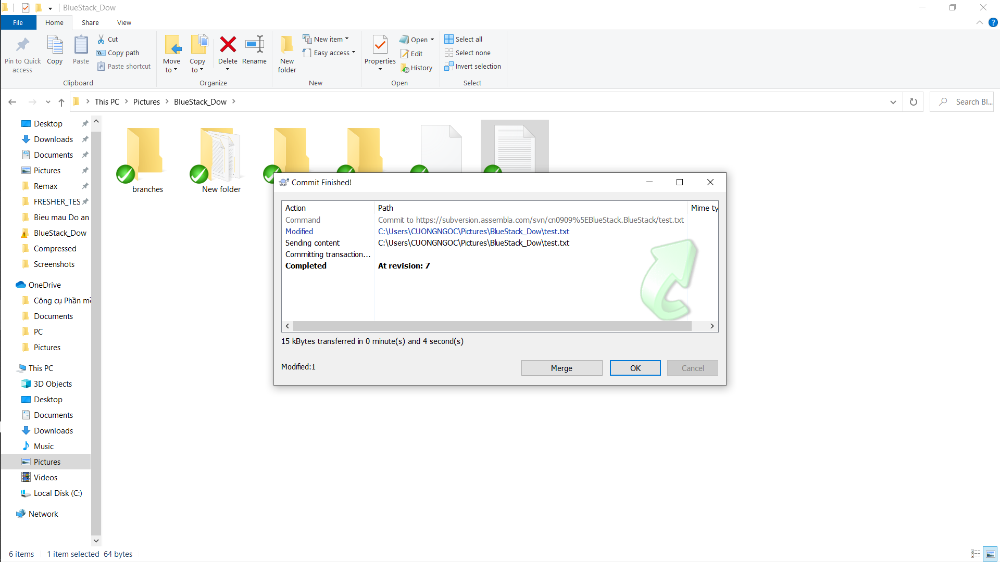 BlueStack_Dow
File Home Share View
Pin to Quick access
Copy
Paste
Cut
Copy path
Paste shortcut
Clipboard
Move to
Copy to
Delete
Rename
Organize
New folder
New item
Easy access
New
Properties
Open
Edit
History
Open
Select all
Select none
Invert selection
Select
This PC > Pictures > BlueStack_Dow >
Search Bl...
Desktop
Downloads
Documents
Pictures
Remax
FRESHER_TES
Bieu mau Do an
BlueStack_Dow
Compressed
Screenshots
OneDrive
Công cụ Phần mề
Documents
PC
Pictures
This PC
3D Objects
Desktop
Documents
Downloads
Music
Pictures
Videos
Local Disk (C:)
Network
branches
New folder
Commit Finished!
Action Path Mime ty
Command Commit to https://subversion.assembla.com/svn/cn0909%5EBlueStack.BlueStack/test.txt
Modified C:\Users\CUONGNGOC\Pictures\BlueStack_Dow\test.txt
Sending content C:\Users\CUONGNGOC\Pictures\BlueStack_Dow\test.txt
Committing transaction...
Completed At revision: 7
15 kBytes transferred in 0 minute(s) and 4 second(s)
Modified:1
Merge OK Cancel
6 items 1 item selected 64 bytes